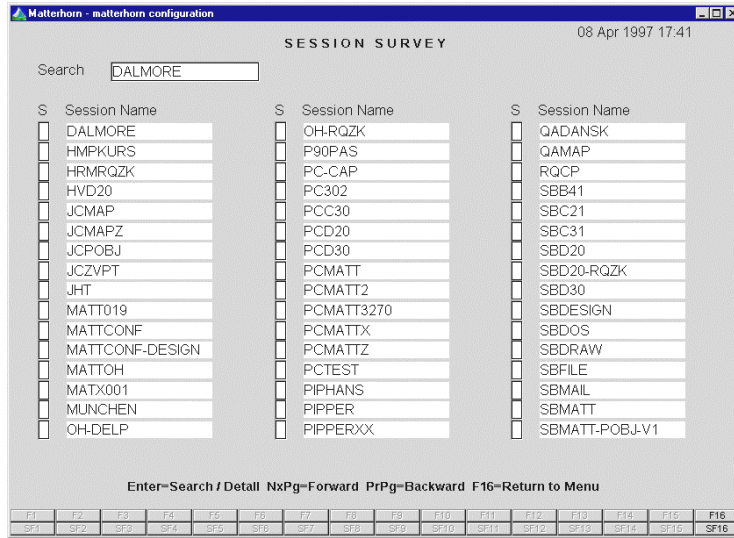 Matterhorn - matterhorn configuration
08 Apr 1997 17:41
SESSION SURVEY
Search DALMORE
S Session Name S Session Name S Session Name
DALMORE OH-RQZK QADANSK
HMPKURS P90PAS QAMAP
HRMRQZK PC-CAP RQCP
HVD20 PC302 SBB41
JCMAP PCC30 SBC21
JCMAPZ PCD20 SBC31
JCPOBJ PCD30 SBD20
JCZVPT PCMATT SBD20-RQZK
JHT PCMATT2 SBD30
MATT019 PCMATT3270 SBDESIGN
MATTCONF PCMATTX SBDOS
MATTCONF-DESIGN PCMATTZ SBDRAW
MATTOH PCTEST SBFILE
MATX001 PIPHANS SBMAIL
MUNCHEN PIPPER SBMATT
OH-DELP PIPPERXX SBMATT-POBJ-V1
Enter=Search / Detail NxPg=Forward PrPg=Backward F16=Return to Menu
F1 F2 F3 F4 F5 F6 F7 F8 F9 F10 F11 F12 F13 F14 F15 F16
SF1 SF2 SF3 SF4 SF5 SF6 SF7 SF8 SF9 SF10 SF11 SF12 SF13 SF14 SF15 SF16